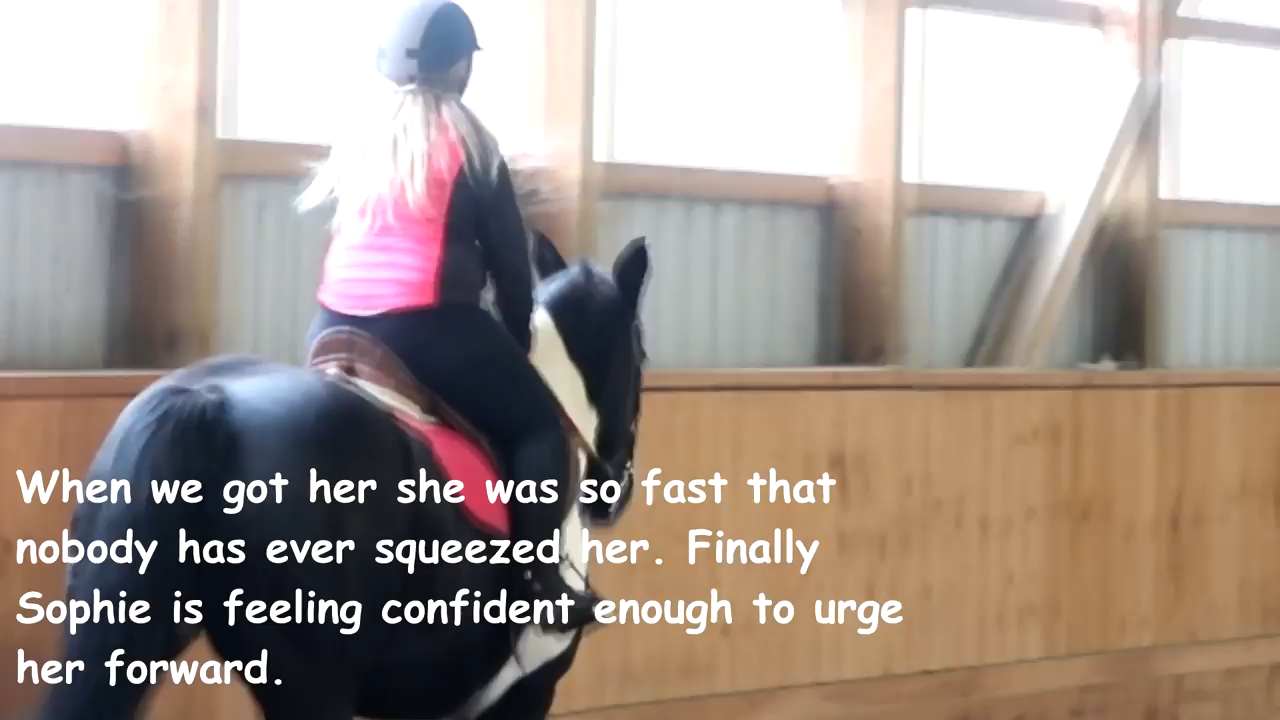 When we got her she was so fast that
nobody has ever squeezed her. Finally
Sophie is feeling confident enough to urge
her forward.